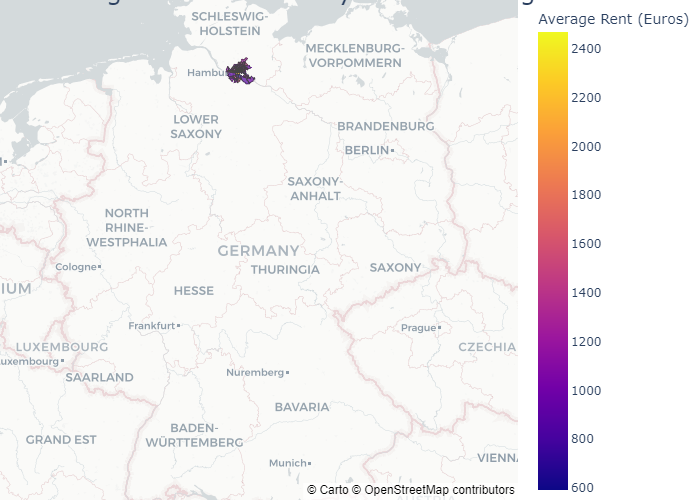 Average Rent (Euros)
SCHLESWIG-
HOLSTEIN
MECKLENBURG-
VORPOMMERN
2400
Hambu
2200
LOWER
SAXONY
BRANDENBURG
2000
BERLIN
SAXONY-
ANHALT
1800
NORTH
RHINE-
WESTPHALIA
1600
GERMANY
Cologne
THURINGIA
SAXONY
IUM
HESSE
1400
Frankfurt
Prague
1200
LUXEMBOURG
CZECHIA
uxembourg
SAARLAND
Nuremberg
1000
BAVARIA
BADEN-
WÜRTTEMBERG
GRAND EST
800
VIENN
Munich
600
© Carto © OpenStreetMap contributors